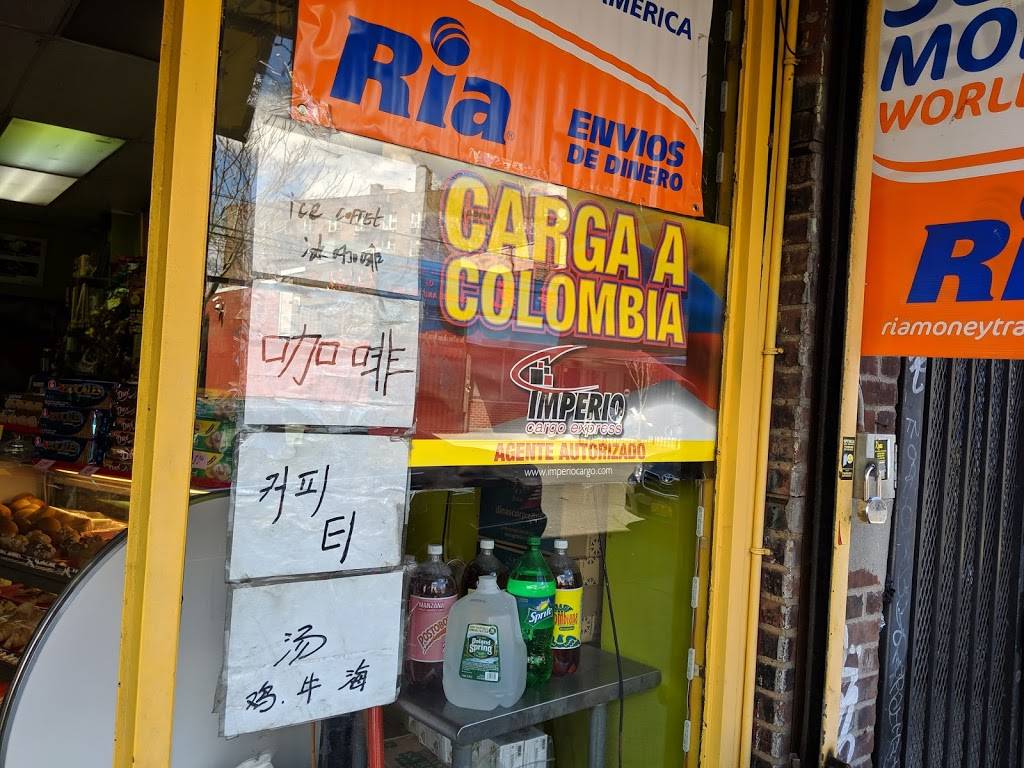 AMERICA
Ria
ENVIOS
DE DINERO
CARGA A
COLOMBIA
IMPERIO
cargo express
AGENTE AUTORIZADO
www.imperiocargo.com
ICE COFFEE
冰咖啡
咖啡
커피
티
汤
鸡.牛 海
MANZANA
POSTOBON
Poland
Spring
Sprite
MO
WORL
Ri
riamoneytra